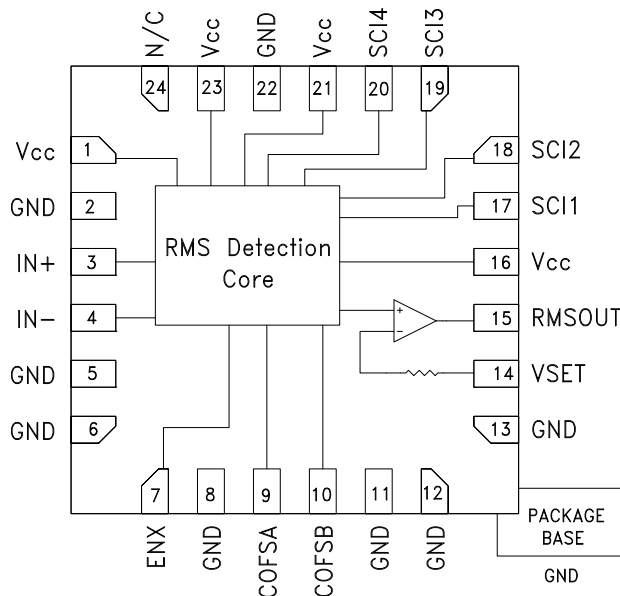 N/C
Vcc
GND
Vcc
SCI4
SCI3
24
23
22
21
20
19
Vcc 1
GND 2
IN+ 3
IN- 4
GND 5
GND 6
RMS Detection
Core
+
-
18 SCI2
17 SCI1
16 Vcc
15 RMSOUT
14 VSET
13 GND
7
8
9
10
11
12
ENX
GND
COFSA
COFSB
GND
GND
PACKAGE
BASE
GND